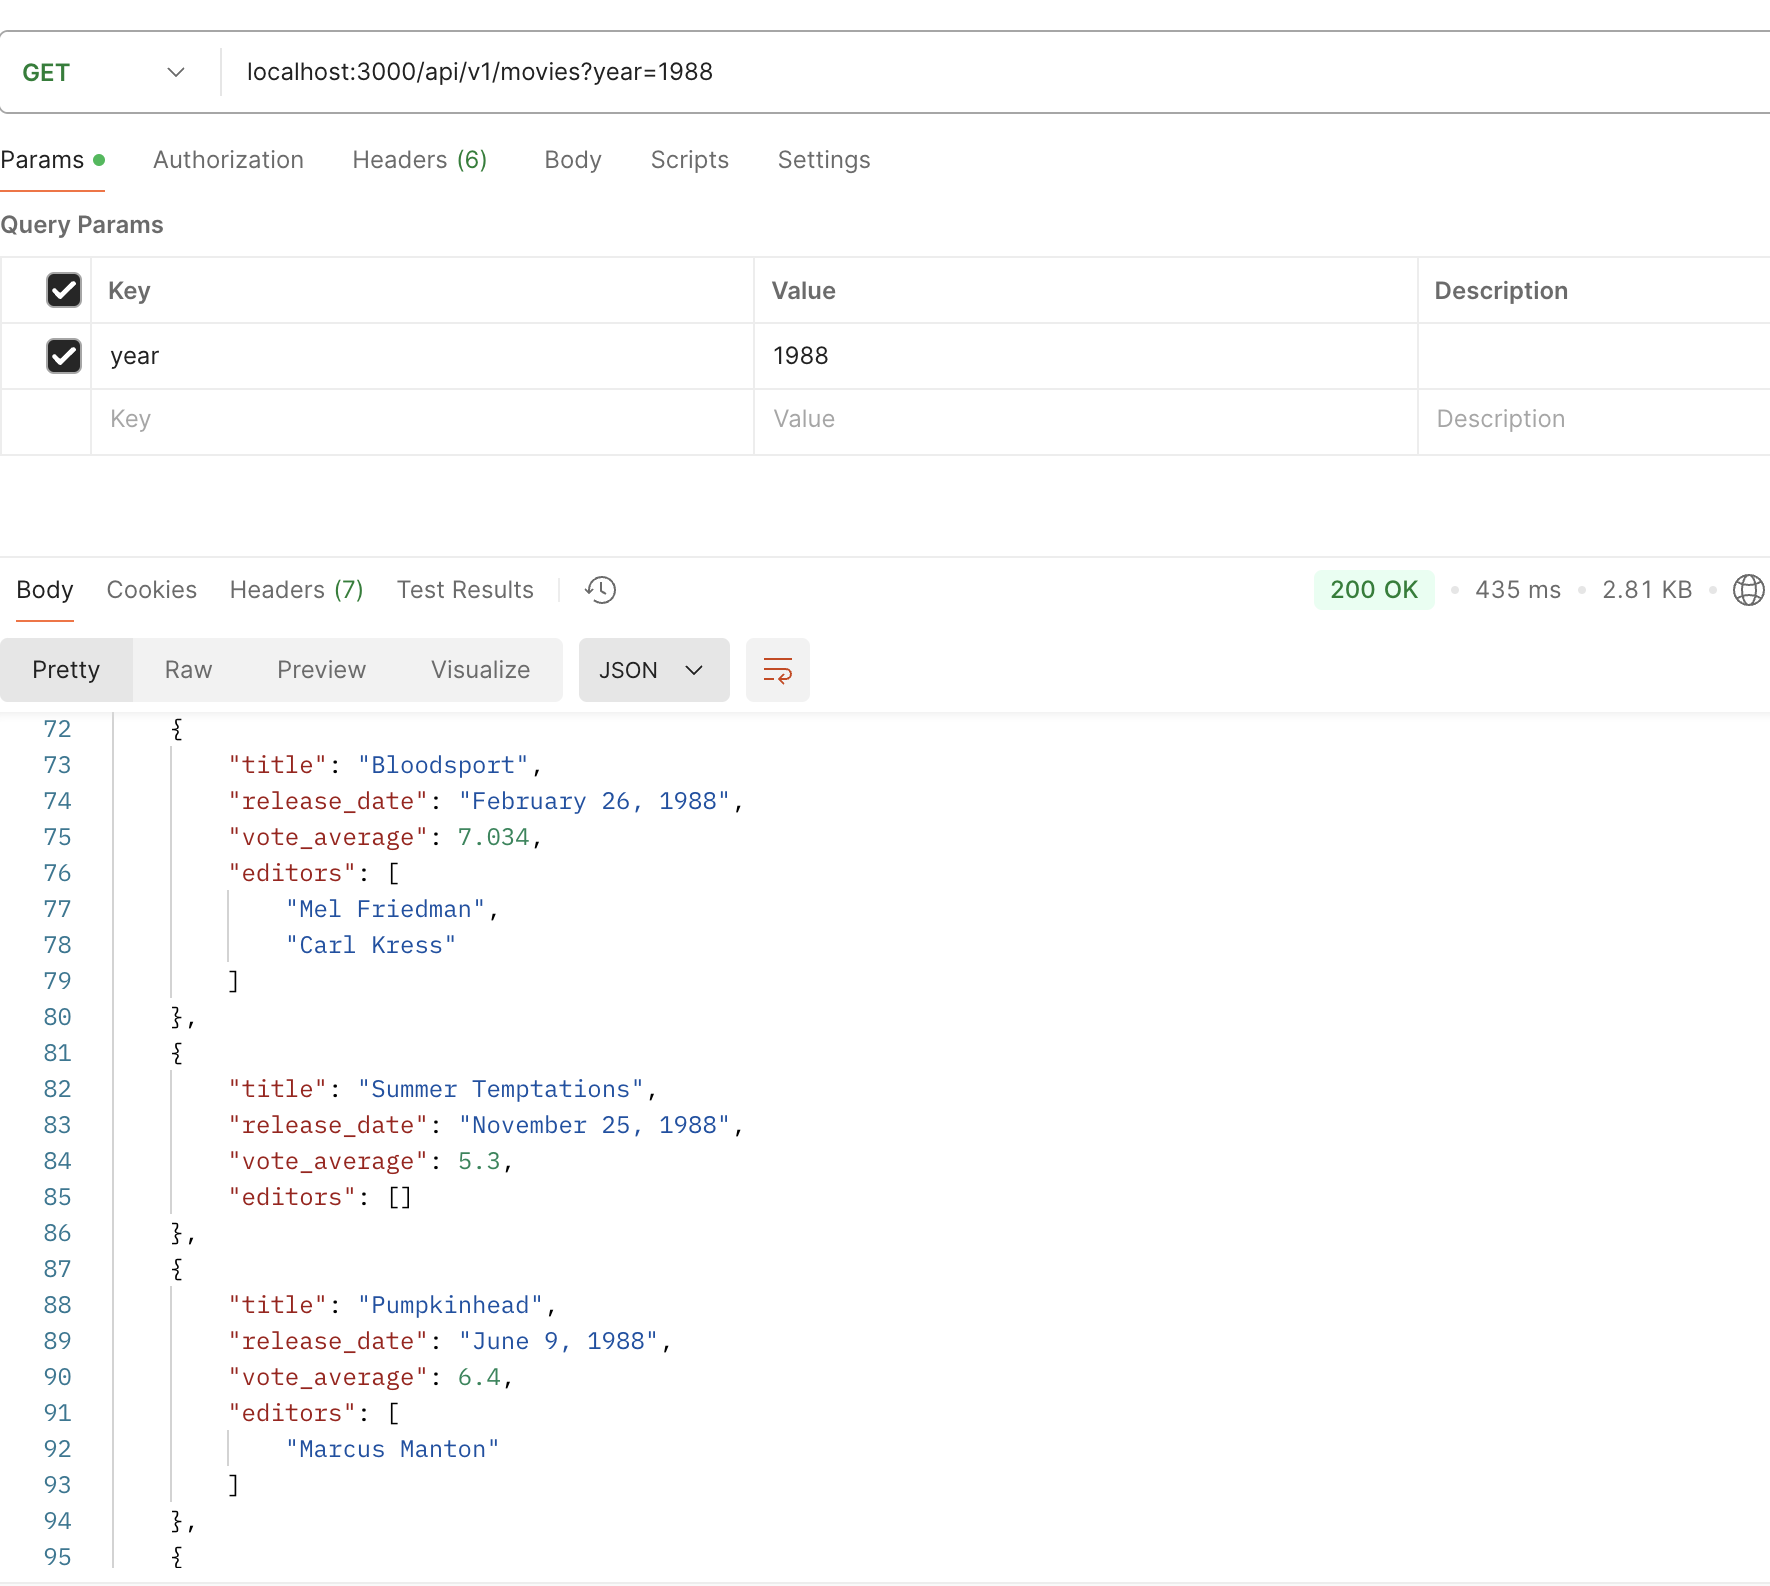 GET localhost:3000/api/v1/movies?year=1988
Params Authorization Headers (6) Body Scripts Settings
Query Params
Key Value Description
year 1988
Key Value Description
Body Cookies Headers (7) Test Results 200 OK • 435 ms • 2.81 KB •
Pretty Raw Preview Visualize JSON
72 {
73 "title": "Bloodsport",
74 "release_date": "February 26, 1988",
75 "vote_average": 7.034,
76 "editors": [
77 "Mel Friedman",
78 "Carl Kress"
79 ]
80 },
81 {
82 "title": "Summer Temptations",
83 "release_date": "November 25, 1988",
84 "vote_average": 5.3,
85 "editors": []
86 },
87 {
88 "title": "Pumpkinhead",
89 "release_date": "June 9, 1988",
90 "vote_average": 6.4,
91 "editors": [
92 "Marcus Manton"
93 ]
94 },
95 {